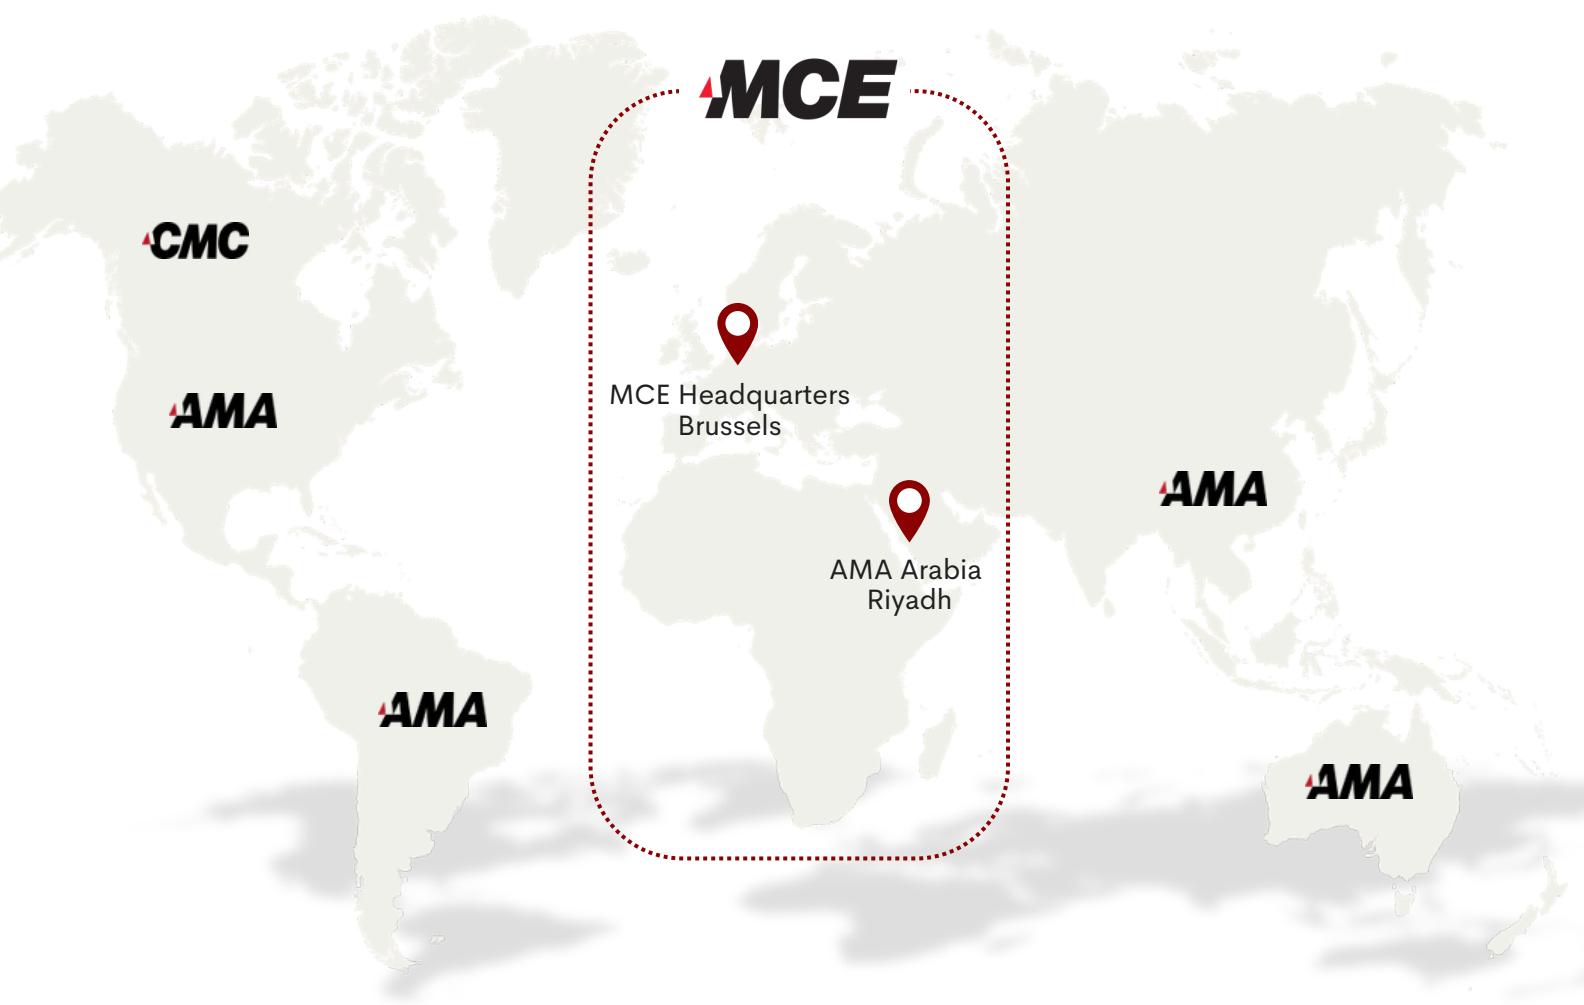 MCE
CMC
MCE Headquarters
Brussels
AMA
AMA
AMA Arabia
Riyadh
AMA
AMA